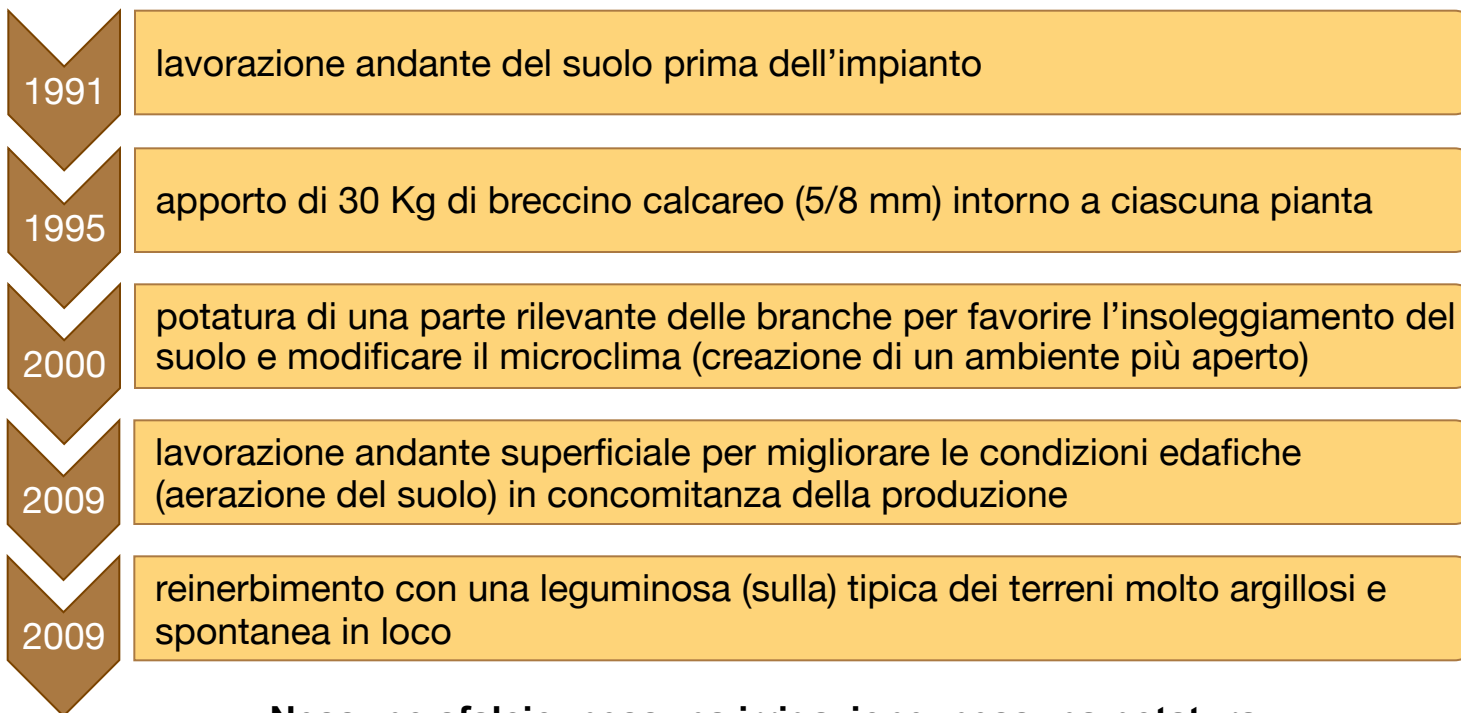 1991
lavorazione andante del suolo prima dell’impianto
1995
apporto di 30 Kg di breccino calcareo (5/8 mm) intorno a ciascuna pianta
2000
potatura di una parte rilevante delle branche per favorire l’insoleggiamento del
suolo e modificare il microclima (creazione di un ambiente più aperto)
2009
lavorazione andante superficiale per migliorare le condizioni edafiche
(aerazione del suolo) in concomitanza della produzione
2009
reinerbimento con una leguminosa (sulla) tipica dei terreni molto argillosi e
spontanea in loco